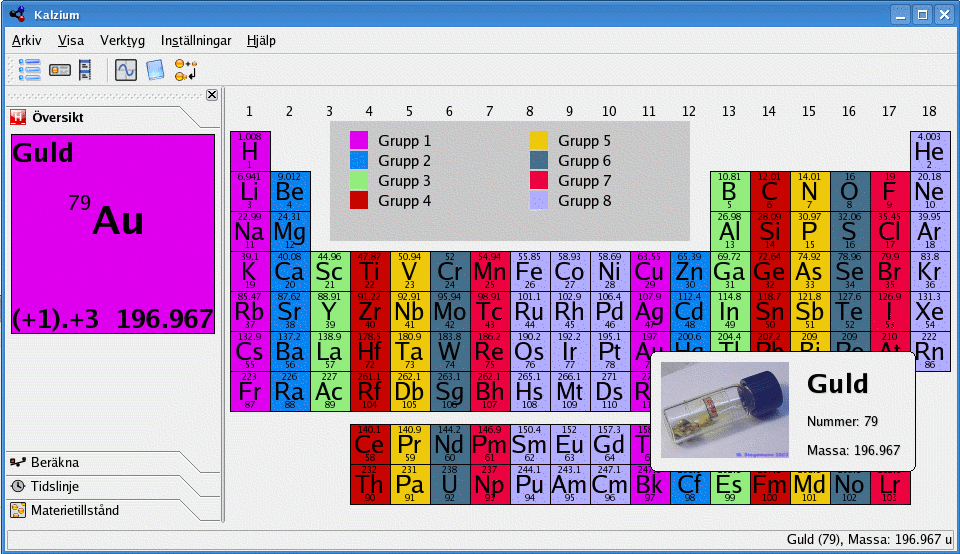 Kalzium
Arkiv Visa Verktyg Inställningar Hjälp
Översikt
Guld
79
Au
(+1).+3 196.967
Beräkna
Tidslinje
Materietillstånd
1 2 3 4 5 6 7 8 9 10 11 12 13 14 15 16 17 18
Grupp 1 Grupp 5
Grupp 2 Grupp 6
Grupp 3 Grupp 7
Grupp 4 Grupp 8
1.008 4.003
H He
1 2
6.941 9.012 10.81 12.01 14.01 16 19 20.18
Li Be B C N O F Ne
3 4 5 6 7 8 9 10
22.99 24.31 26.98 28.09 30.97 32.06 35.45 39.95
Na Mg Al Si P S Cl Ar
11 12 13 14 15 16 17 18
39.1 40.08 44.96 47.87 50.94 52 54.94 55.85 58.93 58.69 63.55 65.39 69.72 72.64 74.92 78.96 79.9 83.8
K Ca Sc Ti V Cr Mn Fe Co Ni Cu Zn Ga Ge As Se Br Kr
19 20 21 22 23 24 25 26 27 28 29 30 31 32 33 34 35 36
85.47 87.62 88.91 91.22 92.91 95.94 98.91 101.1 102.9 106.4 107.9 112.4 114.8 118.7 121.8 127.6 126.9 131.3
Rb Sr Y Zr Nb Mo Tc Ru Rh Pd Ag Cd In Sn Sb Te I Xe
37 38 39 40 41 42 43 44 45 46 47 48 49 50 51 52 53 54
132.9 137.2 138.9 178.5 180.9 183.8 186.2 190.2 192.2 195.1 197 200.6 204.4 207.2 209 209 210 222
Cs Ba La Hf Ta W Re Os Ir Pt Au Hg Tl Pb Bi Po At Rn
55 56 57 72 73 74 75 76 77 78 86
223 226 227 261.1 262.1 263.1 262.1 265.1 266.1 271
Fr Ra Ac Rf Db Sg Bh Hs Mt Ds
87 88 89 104 105 106 107 108 109
140.1 140.9 144.2 146.9 150.4 157.3
Ce Pr Nd Pm Sm Eu Gd
58 59 60 61 62 63
232 231 238 237 244.1 243.1 247.1
Th Pa U Np Pu Am Cm Bk Cf Es Fm Md No Lr
90 91 92 93 94 95 96 97 98 99 100 101 102 103
Guld
Nummer: 79
Massa: 196.967
Guld (79), Massa: 196.967 u